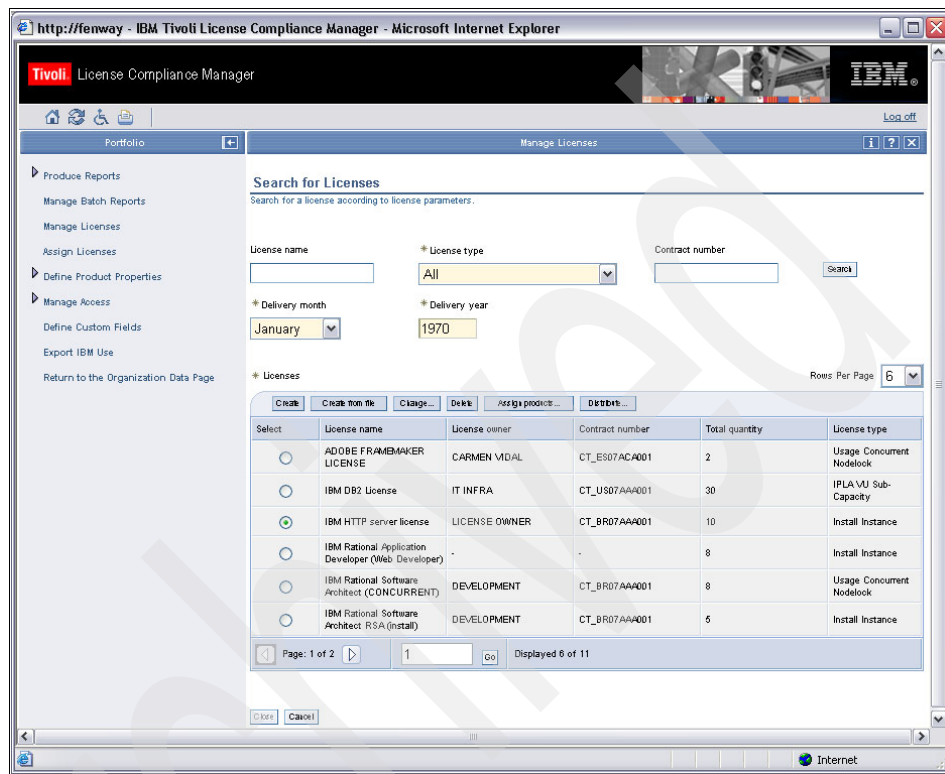 http://fenway - IBM Tivoli License Compliance Manager - Microsoft Internet Explorer
Tivoli. License Compliance Manager
IBM®
Log off
Portfolio
Manage Licenses
Produce Reports
Manage Batch Reports
Manage Licenses
Assign Licenses
Define Product Properties
Manage Access
Define Custom Fields
Export IBM Use
Return to the Organization Data Page
Search for Licenses
Search for a license according to license parameters.
License name
* License type
Contract number
All
Search
* Delivery month
* Delivery year
January
1970
* Licenses
Rows Per Page 6
Create Create from file Change... Delete Assign products... Distribute...
Select License name License owner Contract number Total quantity License type
ADOBE FRAMEMAKER LICENSE CARMEN VIDAL CT_ES07ACA001 2 Usage Concurrent Nodelock
IBM DB2 License IT INFRA CT_US07AAA001 30 IPLA VU Sub-Capacity
IBM HTTP server license LICENSE OWNER CT_BR07AAA001 10 Install Instance
IBM Rational Application Developer (Web Developer) - - 8 Install Instance
IBM Rational Software Architect (CONCURRENT) DEVELOPMENT CT_BR07AAA001 8 Usage Concurrent Nodelock
IBM Rational Software Architect RSA (install) DEVELOPMENT CT_BR07AAA001 5 Install Instance
Page: 1 of 2 1 Go Displayed 6 of 11
Close Cancel
Internet